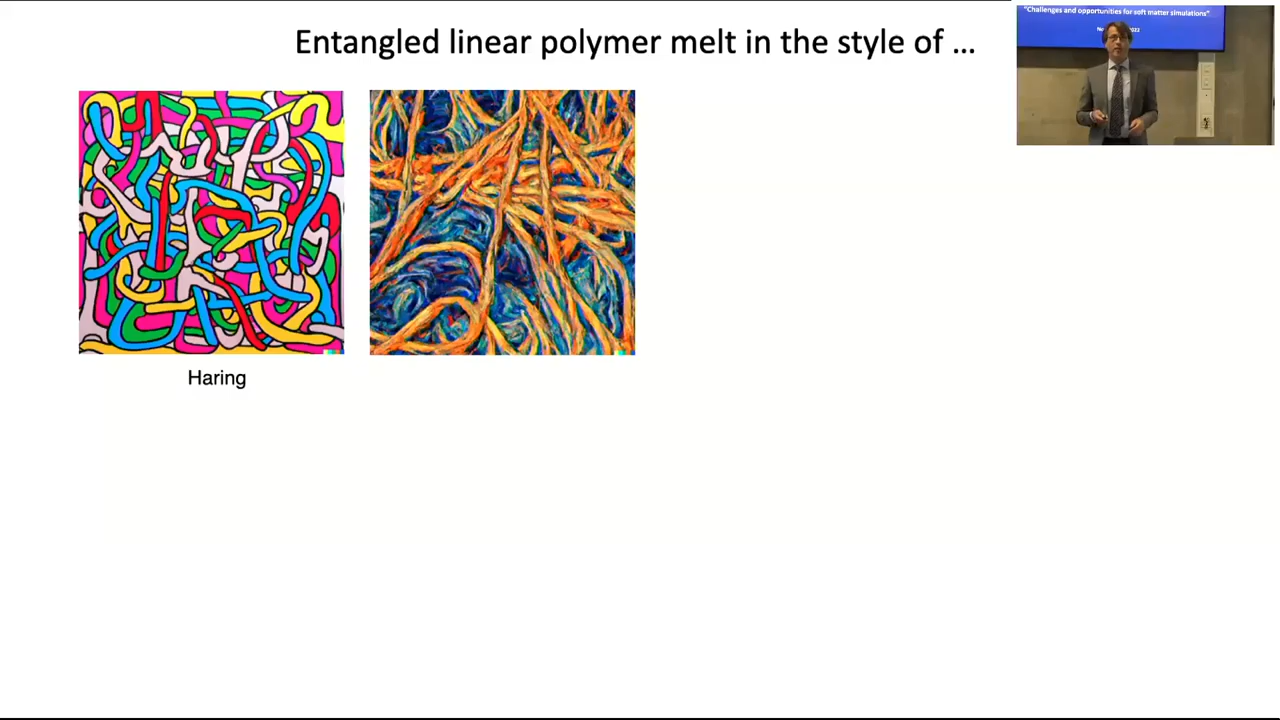 Entangled linear polymer melt in the style of ...
"Challenges and opportunities for soft matter simulations"
Haring